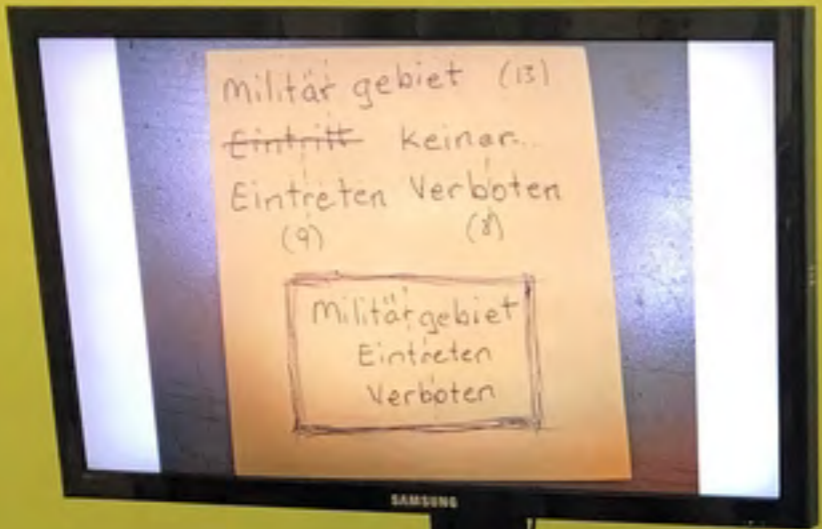 Militär gebiet (13)
Eintritt keiner...
Eintreten Verboten
(9) (8)
Militärgebiet
Eintreten
Verboten
SAMSUNG